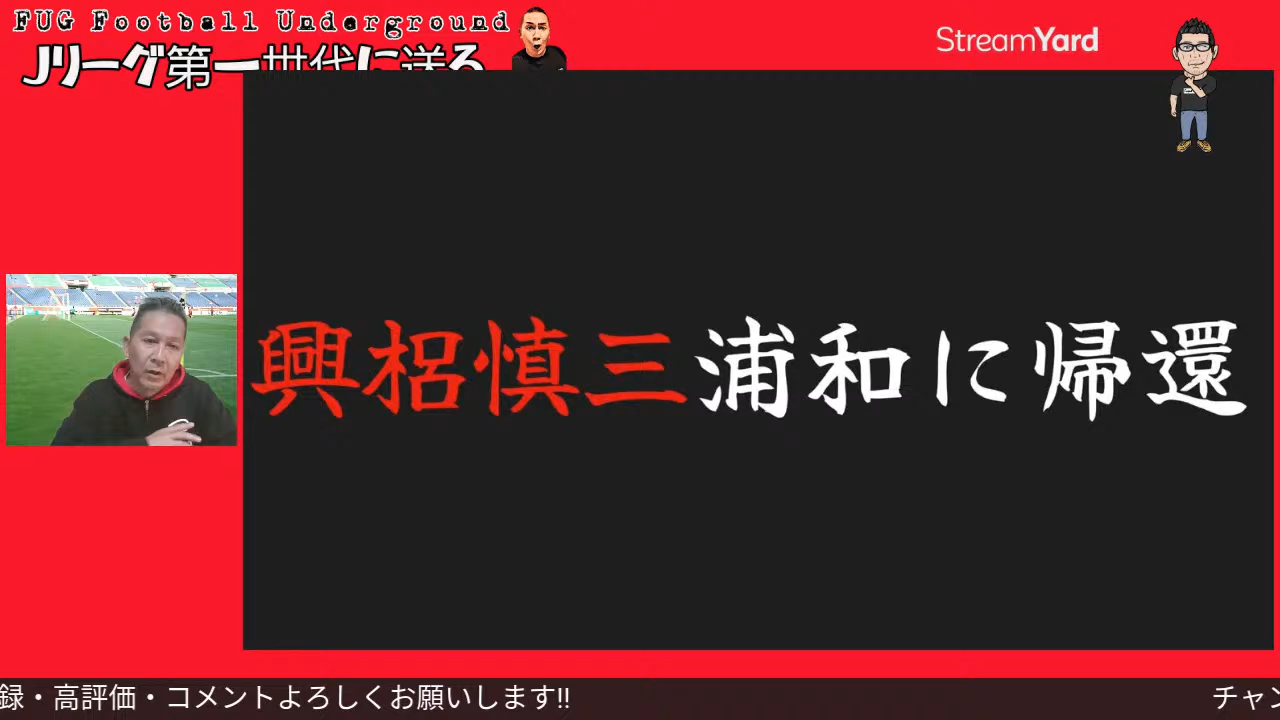 FUG Football Underground
Jリーグ第一世代に送る
StreamYard
興梠慎三浦和に帰還
録・高評価・コメントよろしくお願いします!!
チャン